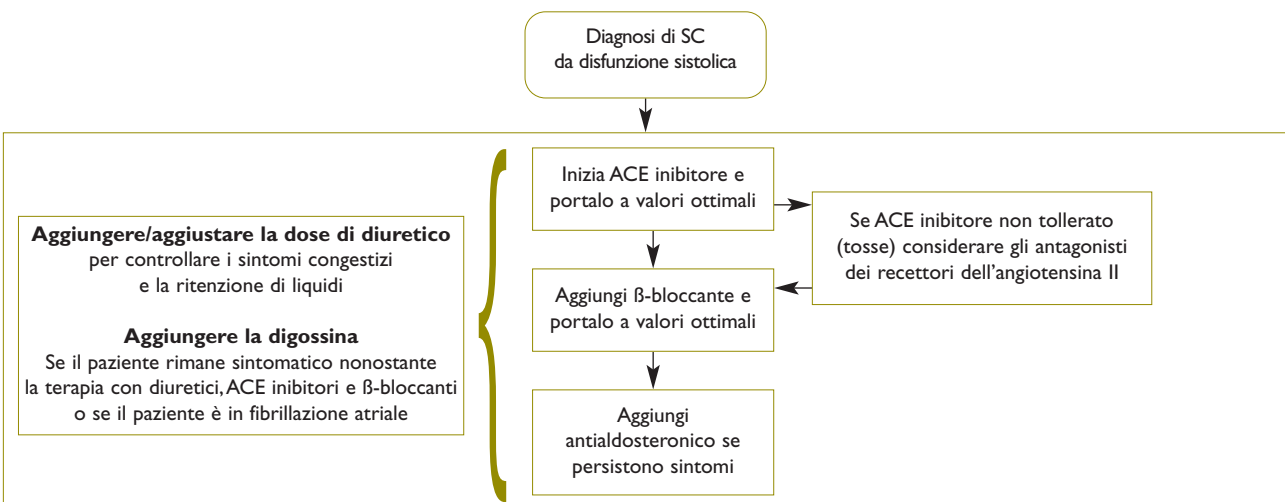 Diagnosi di SC
da disfunzione sistolica
Inizia ACE inibitore e
portalo a valori ottimali
Se ACE inibitore non tollerato
(tosse) considerare gli antagonisti
dei recettori dell’angiotensina II
Aggiungere/aggiustare la dose di diuretico
per controllare i sintomi congestizi
e la ritenzione di liquidi
Aggiungere la digossina
Se il paziente rimane sintomatico nonostante
la terapia con diuretici, ACE inibitori e ß-bloccanti
o se il paziente è in fibrillazione atriale
Aggiungi ß-bloccante e
portalo a valori ottimali
Aggiungi
antialdosteronico se
persistono sintomi